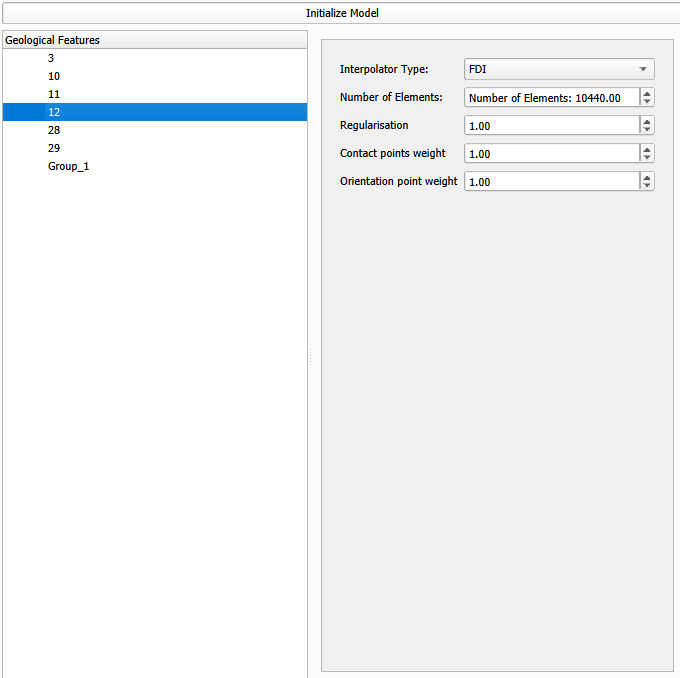 Initialize Model
Geological Features
3
10
11
12
28
29
Group_1
Interpolator Type: FDI
Number of Elements: Number of Elements: 10440.00
Regularisation 1.00
Contact points weight 1.00
Orientation point weight 1.00